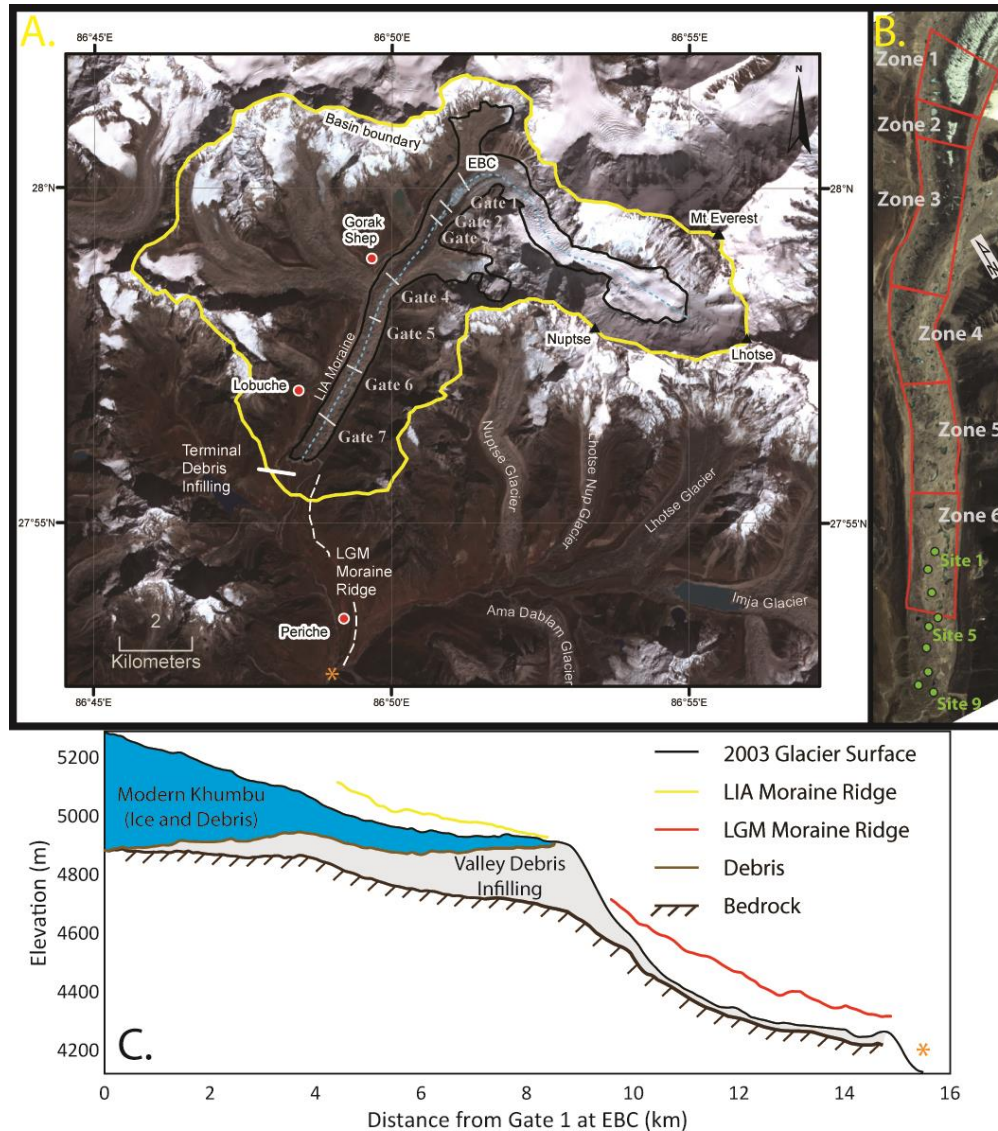 A.
86°45'E
86°50'E
86°55'E
N
Basin boundary
EBC
28°N
28°N
Gate 1
Gate 2
Gate 3
Gorak
Shep
Mt Everest
Gate 4
Gate 5
Nuptse
Lhotse
LIA Moraine
Gate 6
Lobuche
Gate 7
Terminal
Debris
Infilling
Nuptse Glacier
Lhotse Nup Glacier
Lhotse Glacier
27°55'N
27°55'N
LGM
Moraine
Ridge
Imja Glacier
Ama Dablam
Glacier
Periche
2
Kilometers
*
86°45'E
86°50'E
86°55'E
B.
Zone 1
Zone 2
Zone 3
Zone 4
Zone 5
Zone 6
Site 1
Site 5
Site 9
5200
5000
4800
4600
4400
4200
Elevation (m)
Modern Khumbu
(Ice and Debris)
Valley Debris
Infilling
2003 Glacier Surface
LIA Moraine Ridge
LGM Moraine Ridge
Debris
Bedrock
*
C.
0 2 4 6 8 10 12 14 16
Distance from Gate 1 at EBC (km)